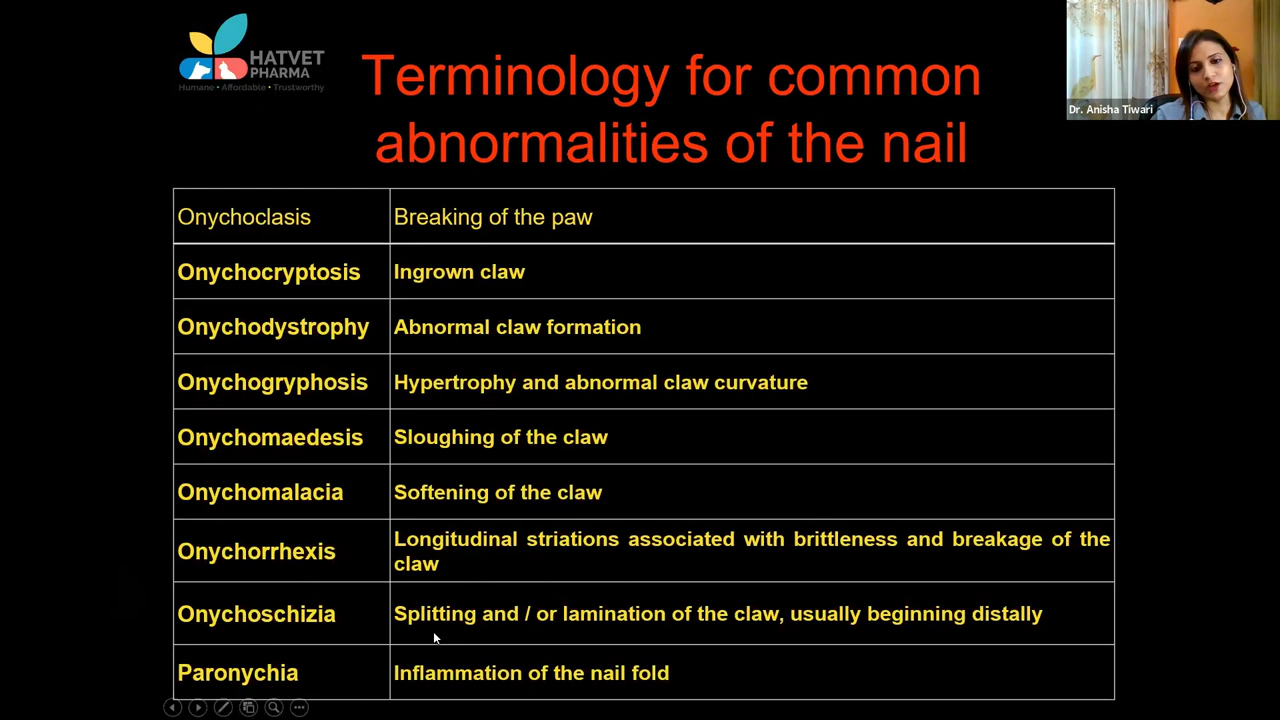 HATVET
PHARMA
Humane • Affordable • Trustworthy
Terminology for common
abnormalities of the nail
Dr. Anisha Tiwari
Onychoclasis Breaking of the paw
Onychocryptosis Ingrown claw
Onychodystrophy Abnormal claw formation
Onychogryphosis Hypertrophy and abnormal claw curvature
Onychomaedesis Sloughing of the claw
Onychomalacia Softening of the claw
Onychorrhexis Longitudinal striations associated with brittleness and breakage of the
claw
Onychoschizia Splitting and / or lamination of the claw, usually beginning distally
Paronychia Inflammation of the nail fold